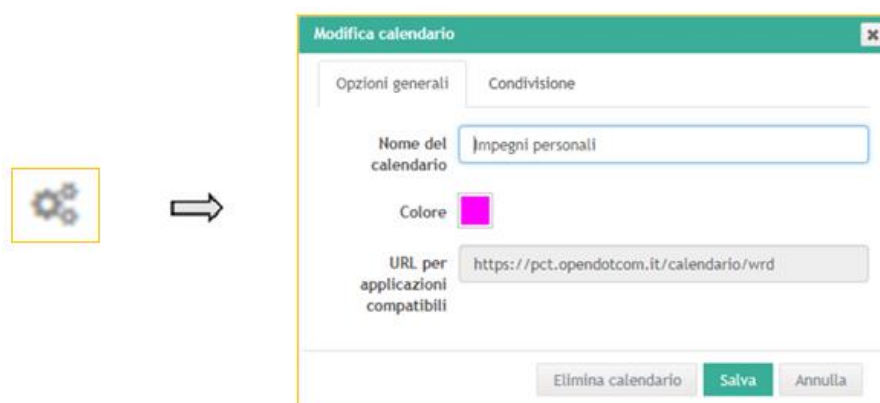 Modifica calendario
Opzioni generali
Condivisione
Nome del
calendario
Impegni personali
Colore
URL per
applicazioni
compatibili
https://pct.opendotcom.it/calendario/wrd
Elimina calendario
Salva
Annulla